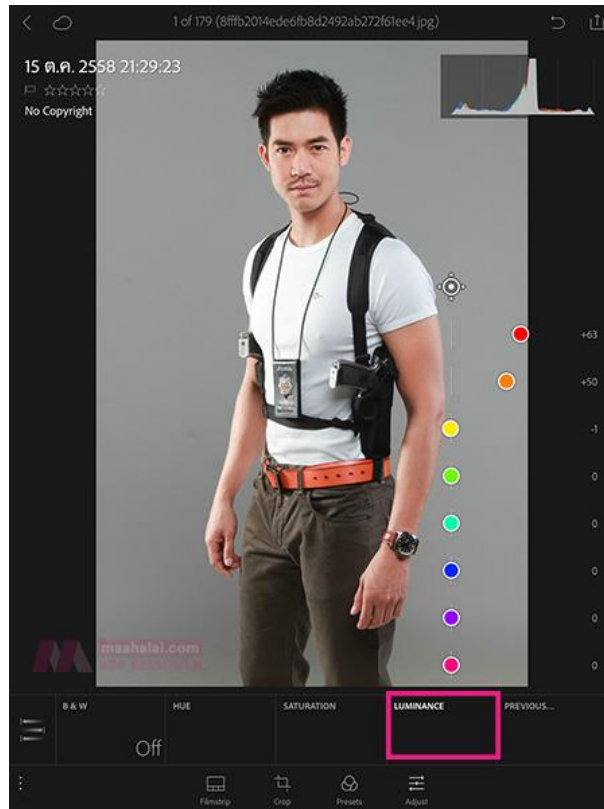 1 of 179 (8fffb2014ede6fb8d2492ab272f61ee4.jpg)
15 ต.ค. 2558 21:29:23
No Copyright
+63
+50
-1
0
0
0
0
0
mashalai.com
B & W
HUE
SATURATION
LUMINANCE
PREVIOUS...
Off
Filmstrip
Crop
Presets
Adjust